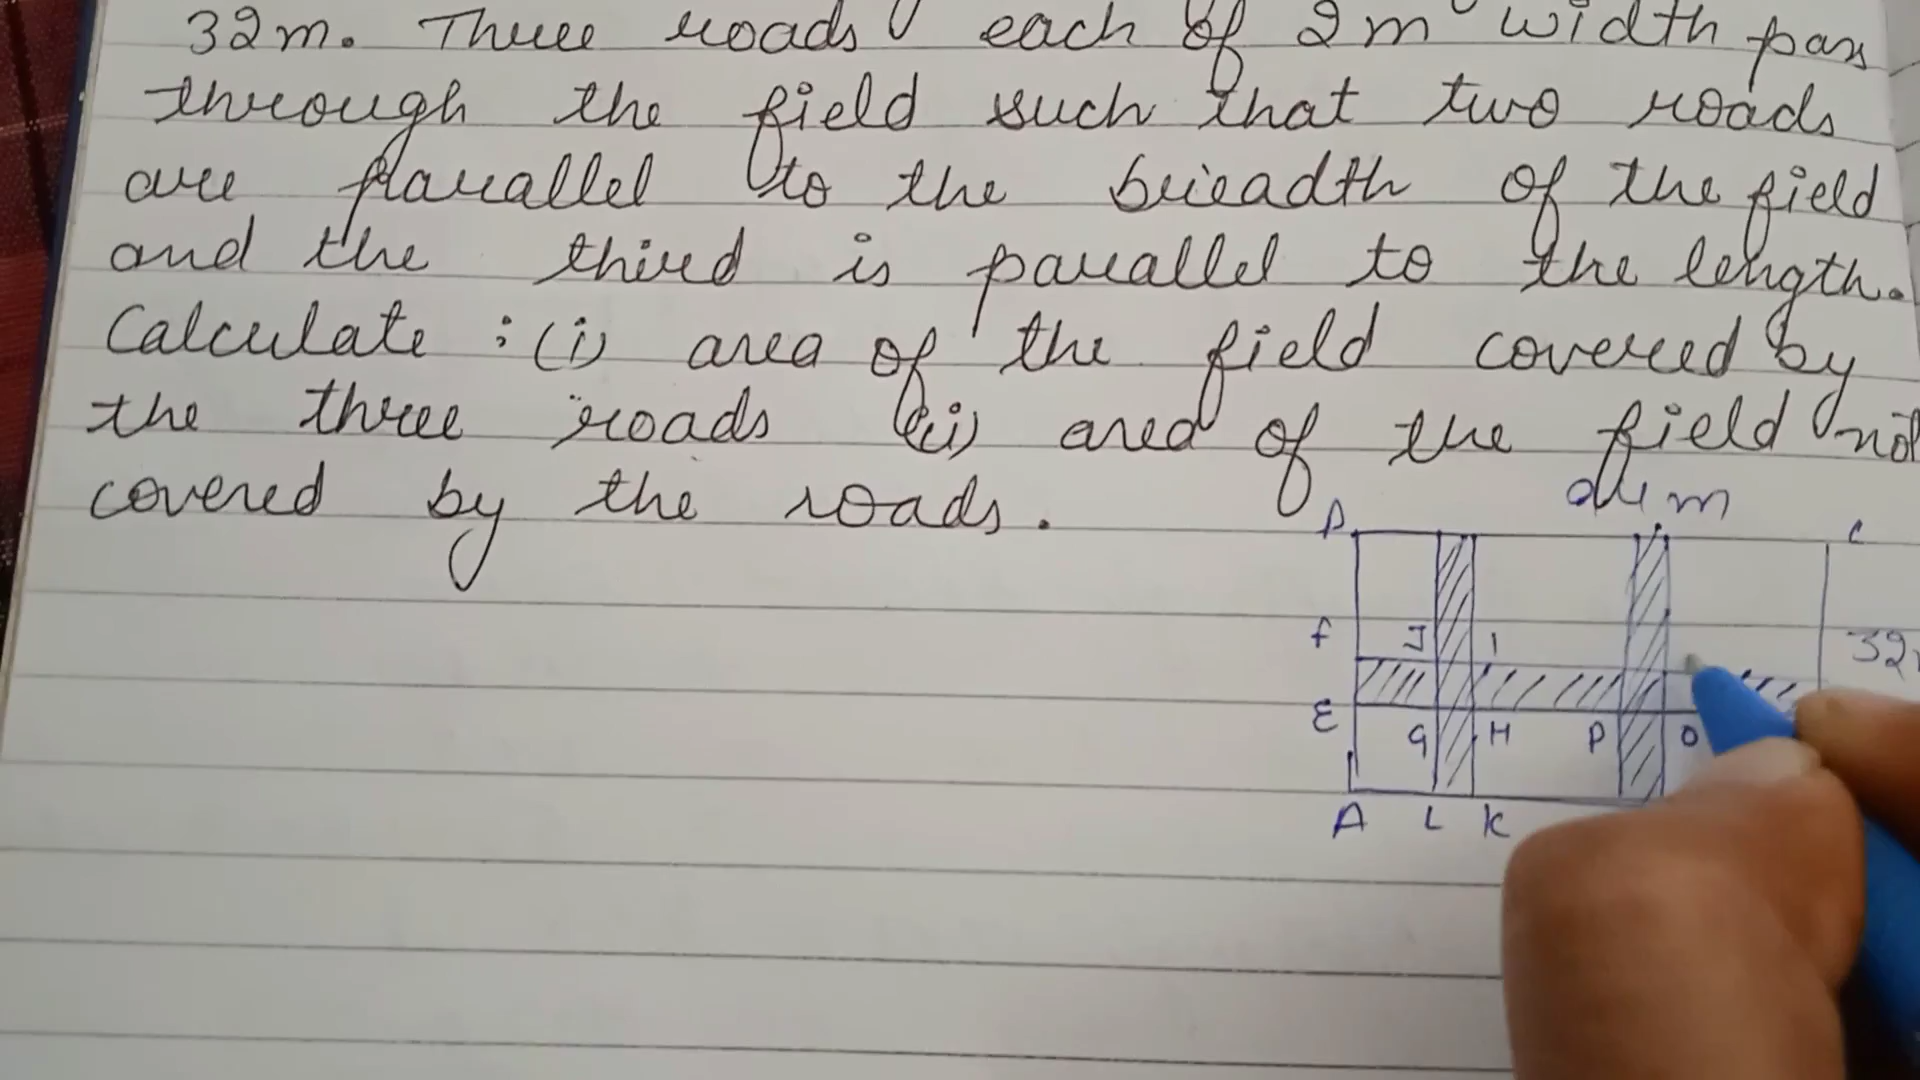 32m. Three roads each of 2m width pass
through the field such that two roads
are parallel to the breadth of the field
and the third is parallel to the length.
Calculate : (i) area of the field covered by
the three roads (ii) area of the field not
covered by the roads.
m
D C
F J I 32
E G H P O
A L K